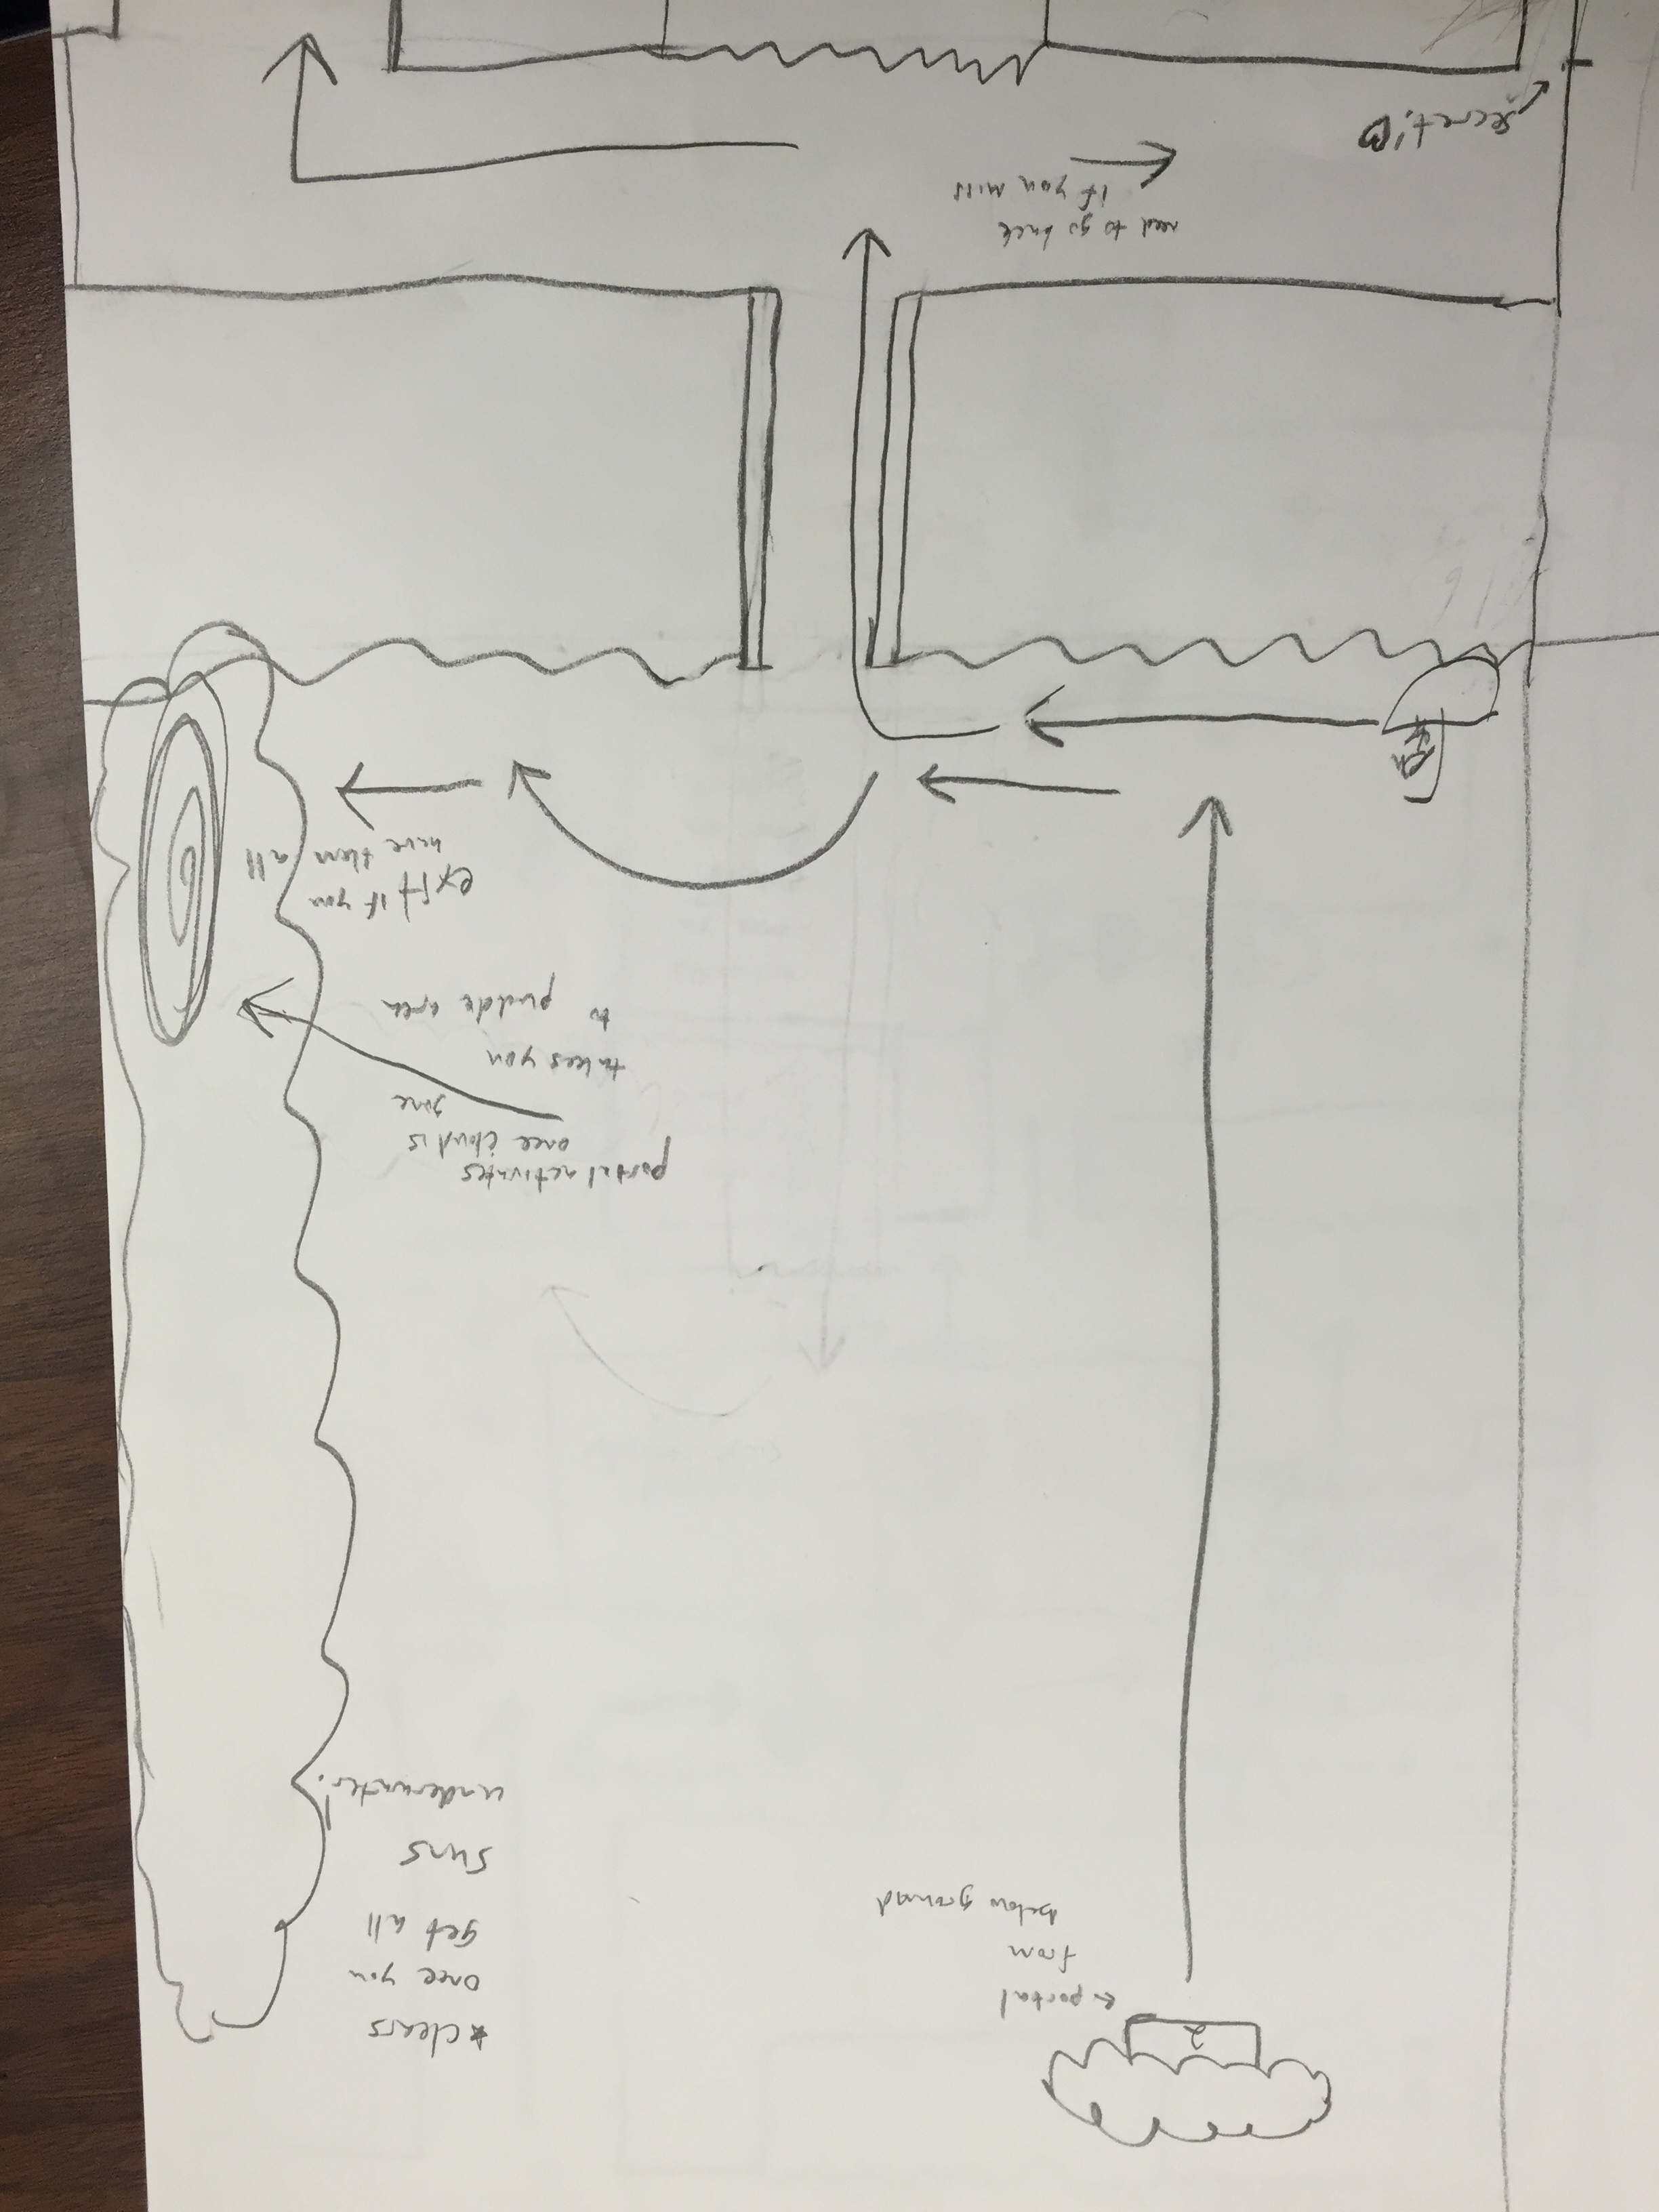 2
← portal
from
below ground
*clears
once you
get all
suns
underwater!
portal activates
once cloud is
gone
takes you
to puddle area
exit if you
have them all
need to go back
if you miss
secret!